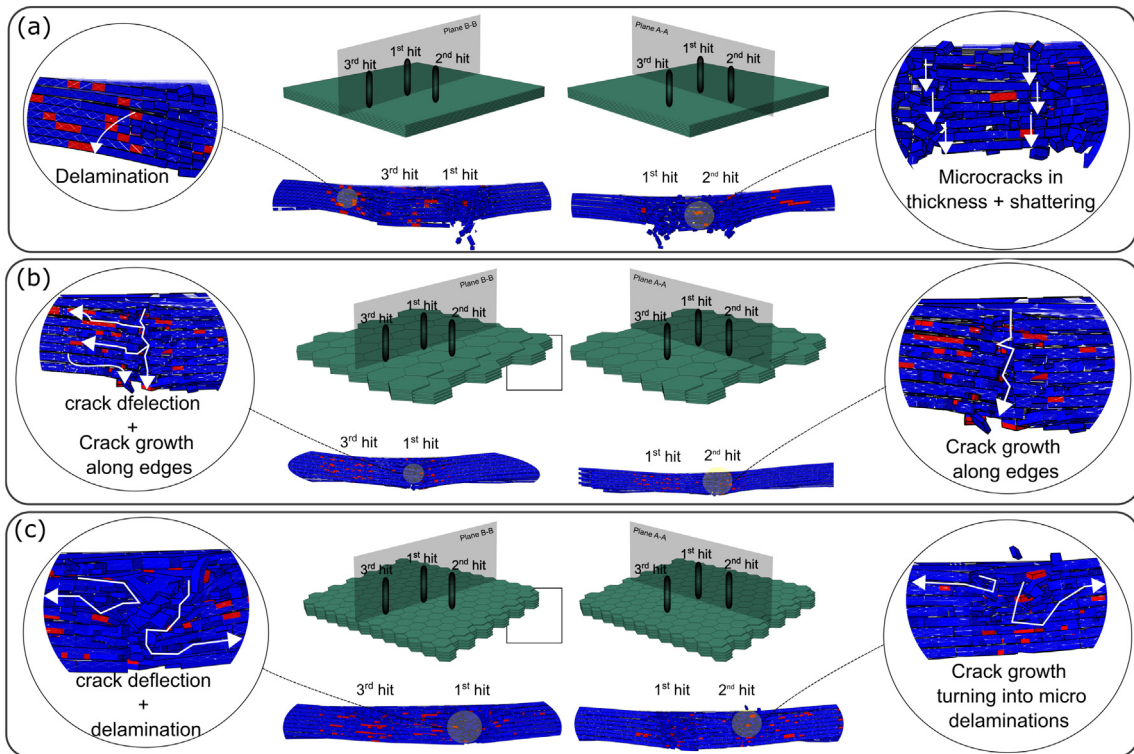 (a)
Plane B-B
1st hit
3rd hit
2nd hit
Plane A-A
1st hit
3rd hit
2nd hit
Delamination
3rd hit
1st hit
1st hit
2nd hit
Microcracks in
thickness + shattering
(b)
Plane B-B
1st hit
3rd hit
2nd hit
Plane A-A
1st hit
3rd hit
2nd hit
crack dfelection
+
Crack growth
along edges
3rd hit
1st hit
1st hit
2nd hit
Crack growth
along edges
(c)
Plane B-B
1st hit
3rd hit
2nd hit
Plane A-A
1st hit
3rd hit
2nd hit
crack deflection
+
delamination
3rd hit
1st hit
1st hit
2nd hit
Crack growth
turning into micro
delaminations